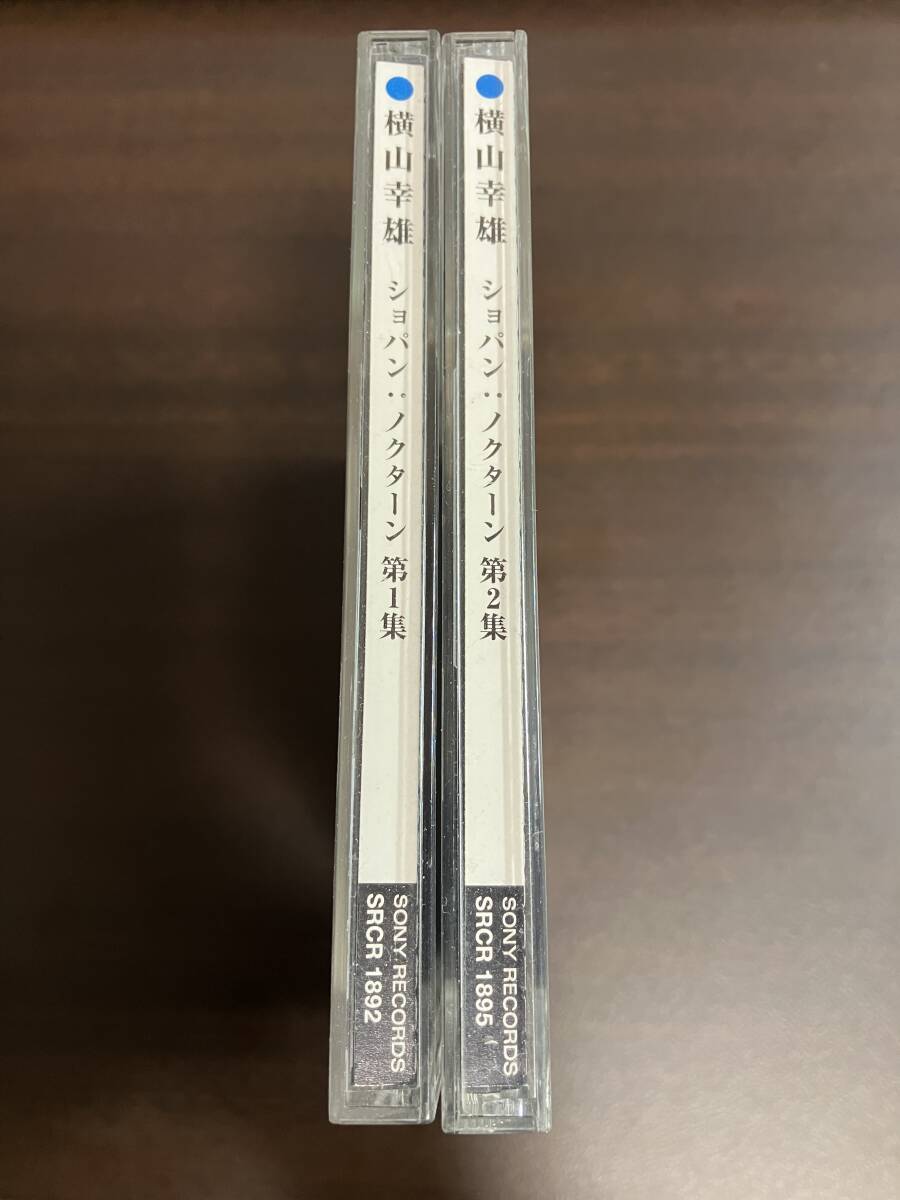 横山幸雄 ショパン:ノクターン 第1集
SONY RECORDS
SRCR 1892
横山幸雄 ショパン:ノクターン 第2集
SONY RECORDS
SRCR 1895